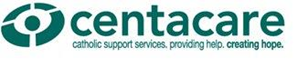 centacare
catholic support services. providing help. creating hope.